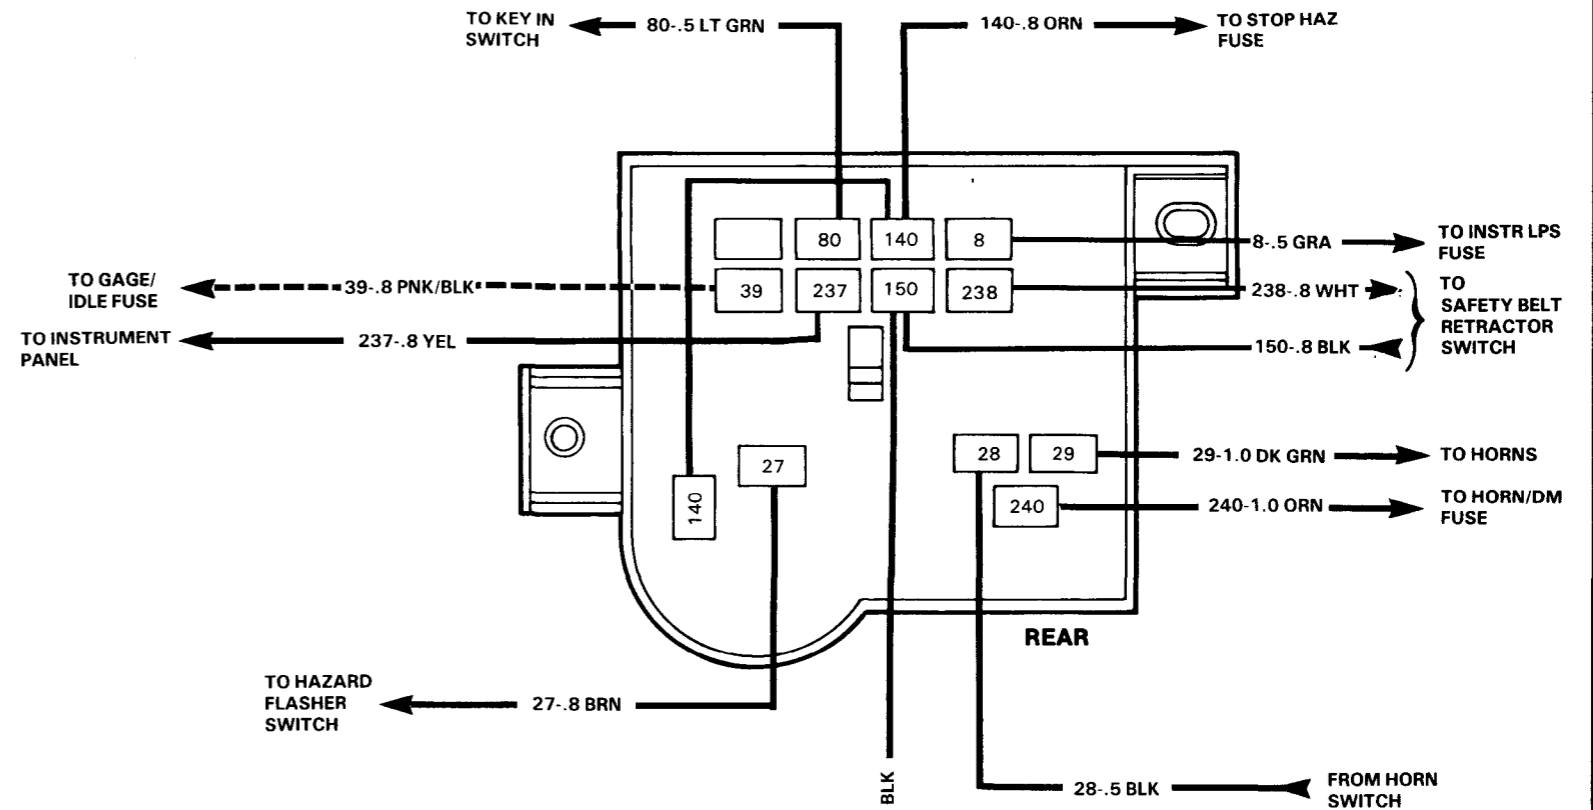 TO KEY IN
SWITCH
80-.5 LT GRN
140-.8 ORN
TO STOP HAZ
FUSE
80
140
8
8-.5 GRA
TO INSTR LPS
FUSE
TO GAGE/
IDLE FUSE
39-.8 PNK/BLK
39
237
150
238
238-.8 WHT
TO
SAFETY BELT
RETRACTOR
SWITCH
TO INSTRUMENT
PANEL
237-.8 YEL
150-.8 BLK
27
28
29
29-1.0 DK GRN
TO HORNS
140
240
240-1.0 ORN
TO HORN/DM
FUSE
REAR
TO HAZARD
FLASHER
SWITCH
27-.8 BRN
BLK
28-.5 BLK
FROM HORN
SWITCH